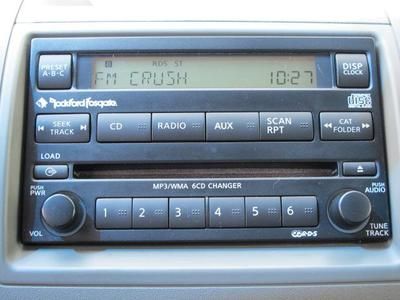 PRESET A·B·C
RDS ST
FM CRUSH 10:27
DISP CLOCK
Rockford Fosgate
SEEK TRACK
CD
RADIO
AUX
SCAN RPT
CAT FOLDER
LOAD
MP3/WMA 6CD CHANGER
PUSH PWR
PUSH AUDIO
1 2 3 4 5 6
VOL
R·D·S
TUNE TRACK